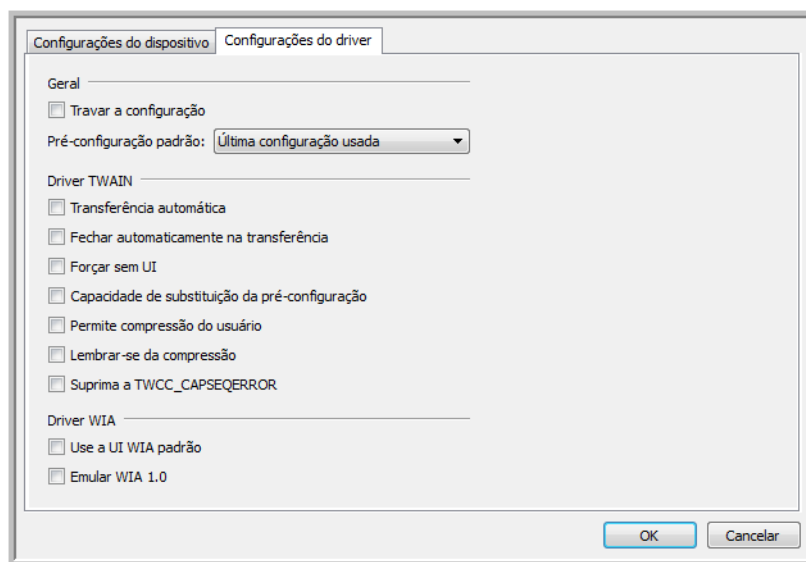 Configurações do dispositivo Configurações do driver
Geral
Travar a configuração
Pré-configuração padrão: Última configuração usada
Driver TWAIN
Transferência automática
Fechar automaticamente na transferência
Forçar sem UI
Capacidade de substituição da pré-configuração
Permite compressão do usuário
Lembrar-se da compressão
Suprima a TWCC_CAPSEQERROR
Driver WIA
Use a UI WIA padrão
Emular WIA 1.0
OK Cancelar